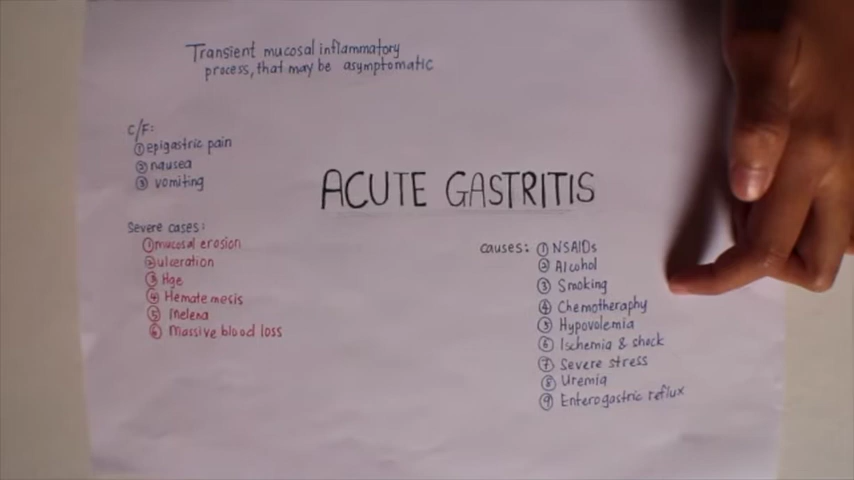 Transient mucosal inflammatory
process, that may be asymptomatic
C/F:
① epigastric pain
② nausea
③ vomiting
ACUTE GASTRITIS
Severe cases:
① mucosal erosion
② ulceration
③ Hge
④ Hematemesis
⑤ Melena
⑥ Massive blood loss
causes: ① NSAIDs
② Alcohol
③ Smoking
④ Chemotheraphy
⑤ Hypovolemia
⑥ Ischemia & shock
⑦ Severe stress
⑧ Uremia
⑨ Enterogastric reflux